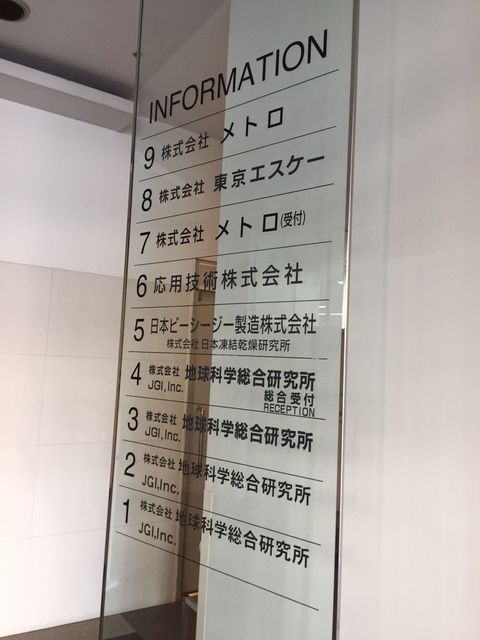 INFORMATION
9 株式会社 メトロ
8 株式会社 東京エスケー
7 株式会社 メトロ(受付)
6 応用技術株式会社
5 日本ビーシージー製造株式会社
株式会社 日本凍結乾燥研究所
4 株式会社 地球科学総合研究所
JGI,Inc.
総合受付
RECEPTION
3 株式会社 地球科学総合研究所
JGI,Inc.
2 株式会社 地球科学総合研究所
JGI,Inc.
1 株式会社 地球科学総合研究所
JGI,Inc.